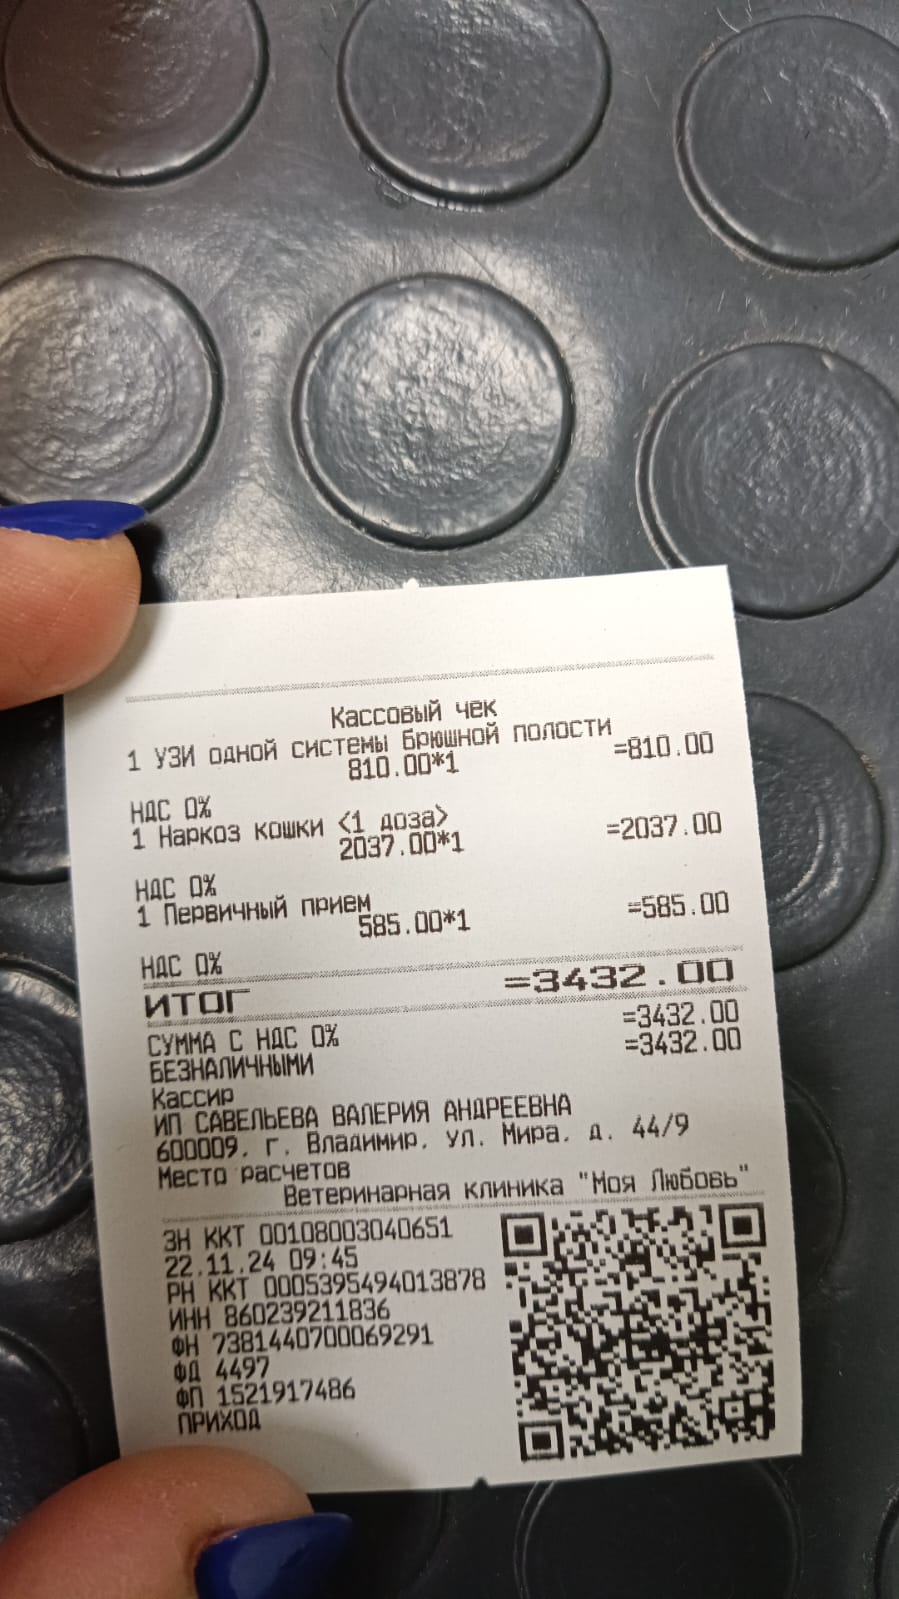 Кассовый чек
1 УЗИ одной системы брюшной полости
810.00*1 =810.00
НДС 0%
1 Наркоз кошки <1 доза>
2037.00*1 =2037.00
НДС 0%
1 Первичный прием
585.00*1 =585.00
НДС 0%
ИТОГ =3432.00
СУММА С НДС 0% =3432.00
БЕЗНАЛИЧНЫМИ =3432.00
Кассир
ИП САВЕЛЬЕВА ВАЛЕРИЯ АНДРЕЕВНА
600009, г. Владимир, ул. Мира, д. 44/9
Место расчетов
Ветеринарная клиника "Моя Любовь"
ЗН ККТ 00108003040651
22.11.24 09:45
РН ККТ 0005395494013878
ИНН 860239211836
ФН 7381440700069291
ФД 4497
ФП 1521917486
ПРИХОД